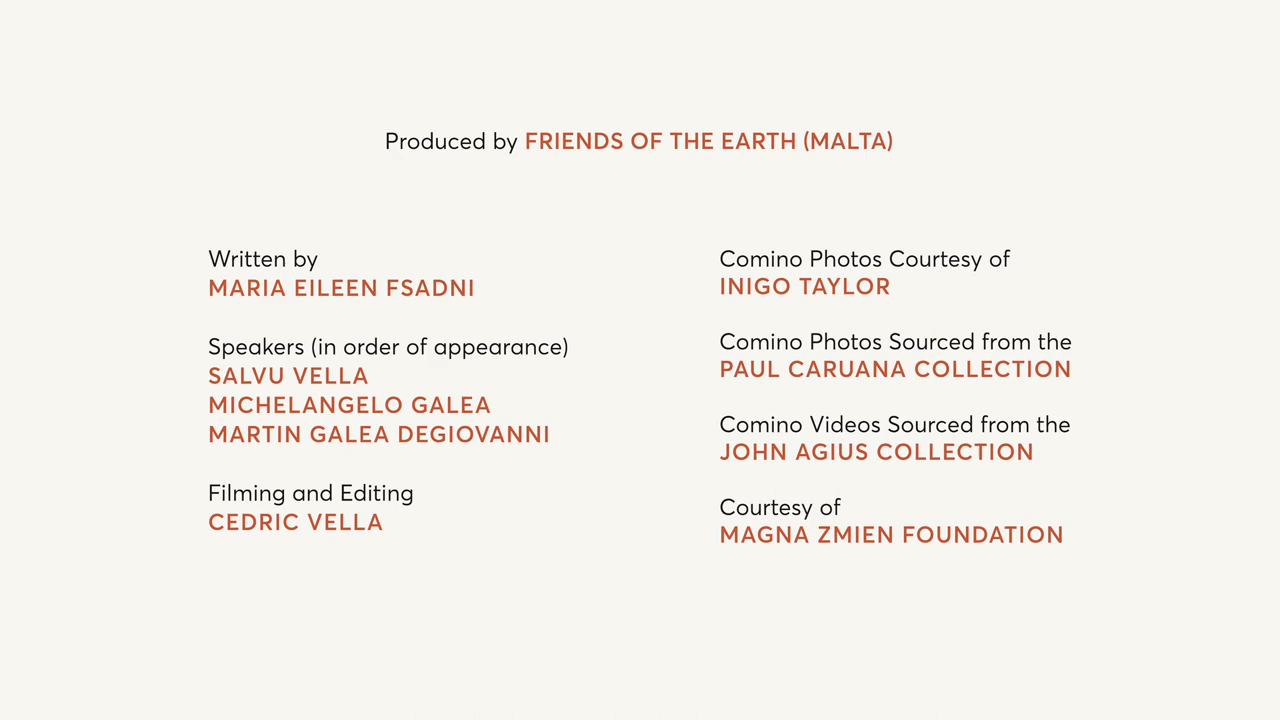 Produced by FRIENDS OF THE EARTH (MALTA)
Written by
MARIA EILEEN FSADNI
Speakers (in order of appearance)
SALVU VELLA
MICHELANGELO GALEA
MARTIN GALEA DEGIOVANNI
Filming and Editing
CEDRIC VELLA
Comino Photos Courtesy of
INIGO TAYLOR
Comino Photos Sourced from the
PAUL CARUANA COLLECTION
Comino Videos Sourced from the
JOHN AGIUS COLLECTION
Courtesy of
MAGNA ZMIEN FOUNDATION